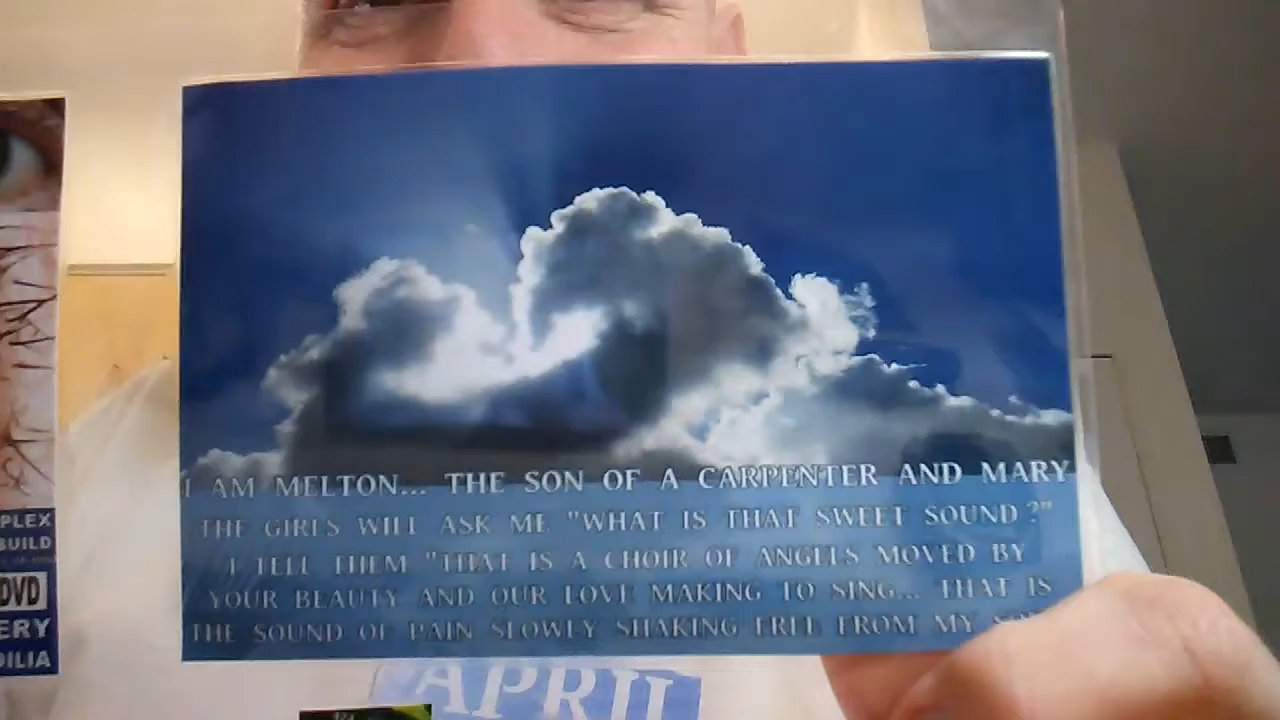 I AM MELTON... THE SON OF A CARPENTER AND MARY
THE GIRLS WILL ASK ME "WHAT IS THAT SWEET SOUND?"
I TELL THEM "THAT IS A CHOIR OF ANGELS MOVED BY
YOUR BEAUTY AND OUR LOVE MAKING TO SING... THAT IS
THE SOUND OF PAIN SLOWLY SHAKING FREE FROM MY
APRIL
PLEX
BUILD
DVD
ERY
DILIA